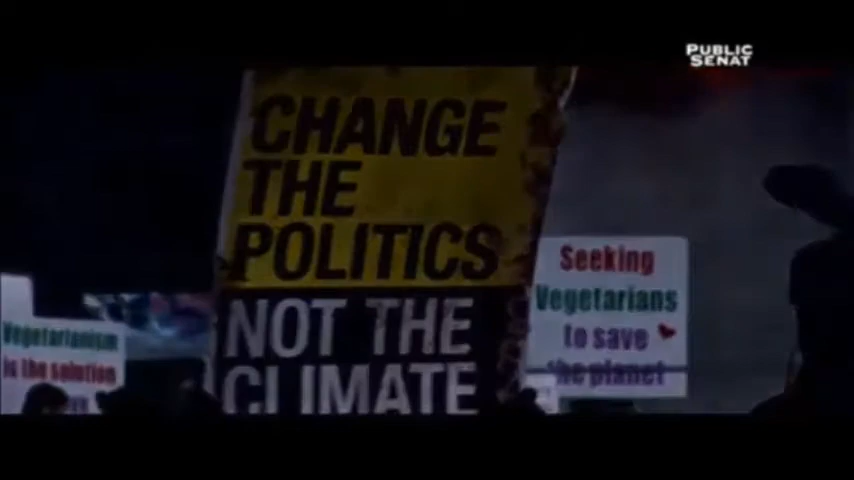 PUBLIC
SENAT
CHANGE
THE
POLITICS
NOT THE
CLIMATE
Seeking
Vegetarians
to save
the planet
Vegetarianism
is the solution